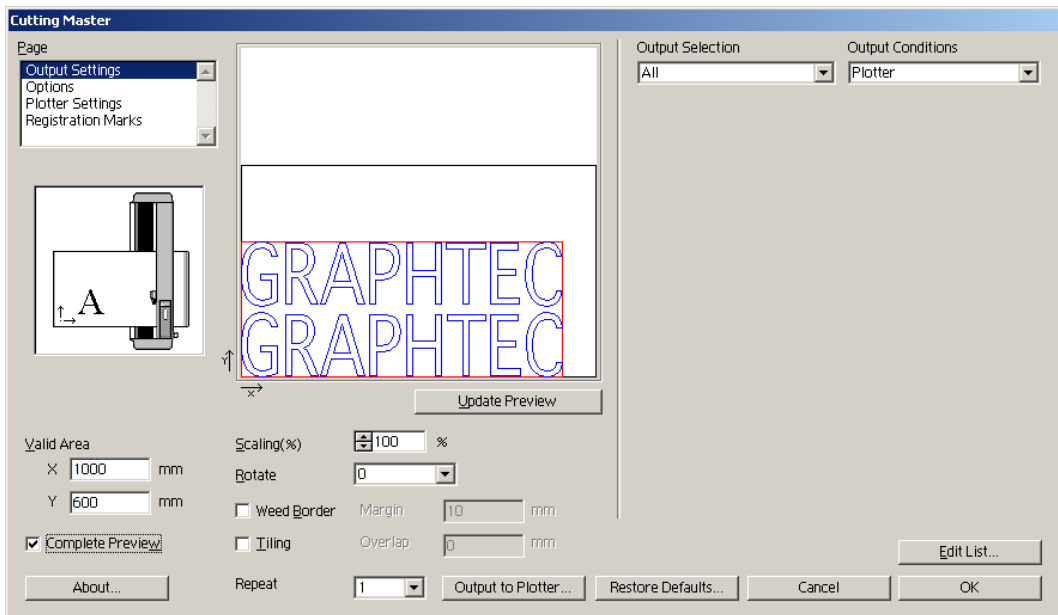 Cutting Master
Page
Output Settings
Options
Plotter Settings
Registration Marks
A
GRAPHTEC
GRAPHTEC
Y
X
Update Preview
Output Selection
All
Output Conditions
Plotter
Valid Area
X 1000 mm
Y 600 mm
Complete Preview
About...
Scaling(%) 100 %
Rotate 0
Weed Border Margin 10 mm
Tiling Overlap 0 mm
Repeat 1
Output to Plotter...
Restore Defaults...
Edit List...
Cancel
OK